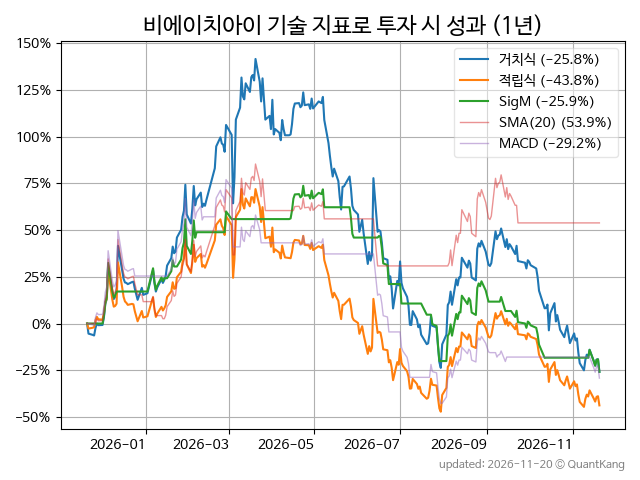 비에이치아이 기술 지표로 투자 시 성과 (1년)
150%
125%
100%
75%
50%
25%
0%
−25%
−50%
거치식 (−25.8%)
적립식 (−43.8%)
SigM (−25.9%)
SMA(20) (53.9%)
MACD (−29.2%)
2026-01
2026-03
2026-05
2026-07
2026-09
2026-11
updated: 2026-11-20 © QuantKang